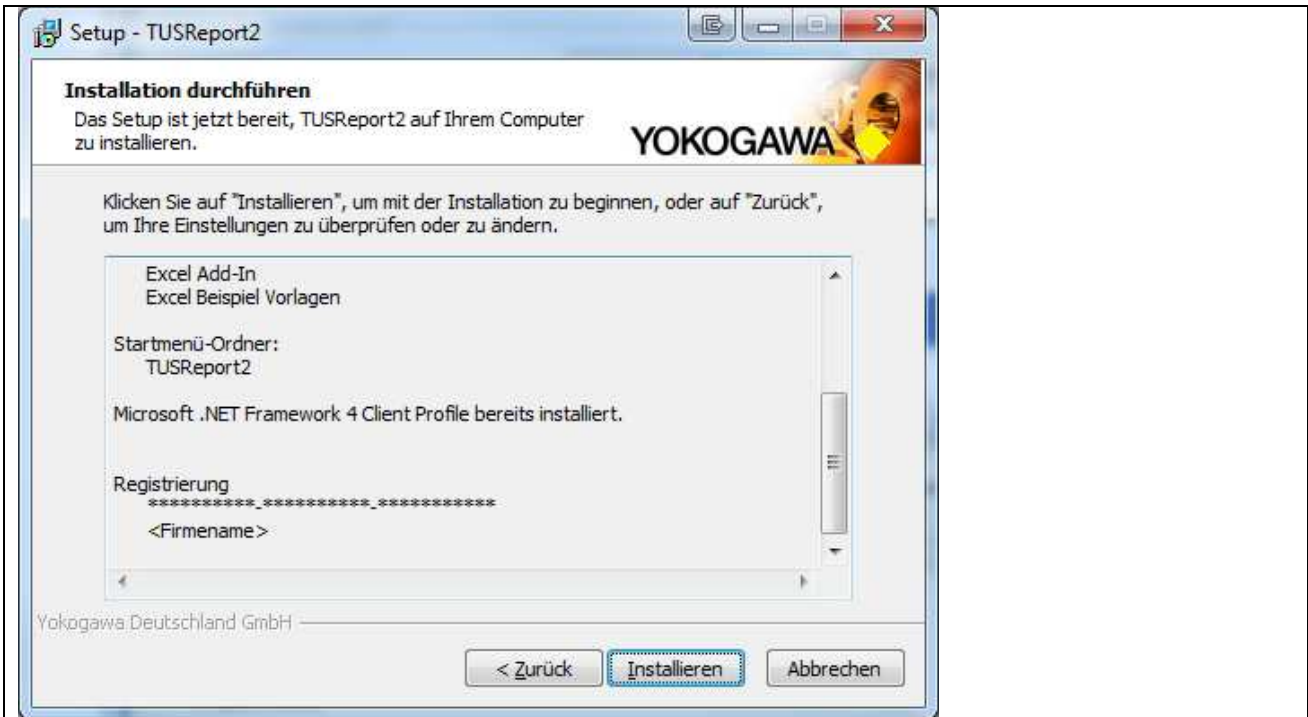 Setup - TUSReport2
Installation durchführen
Das Setup ist jetzt bereit, TUSReport2 auf Ihrem Computer
zu installieren.
YOKOGAWA
Klicken Sie auf "Installieren", um mit der Installation zu beginnen, oder auf "Zurück",
um Ihre Einstellungen zu überprüfen oder zu ändern.
Excel Add-In
Excel Beispiel Vorlagen
Startmenü-Ordner:
TUSReport2
Microsoft .NET Framework 4 Client Profile bereits installiert.
Registrierung
**********-**********-***********
<Firmename>
Yokogawa Deutschland GmbH
< Zurück Installieren Abbrechen